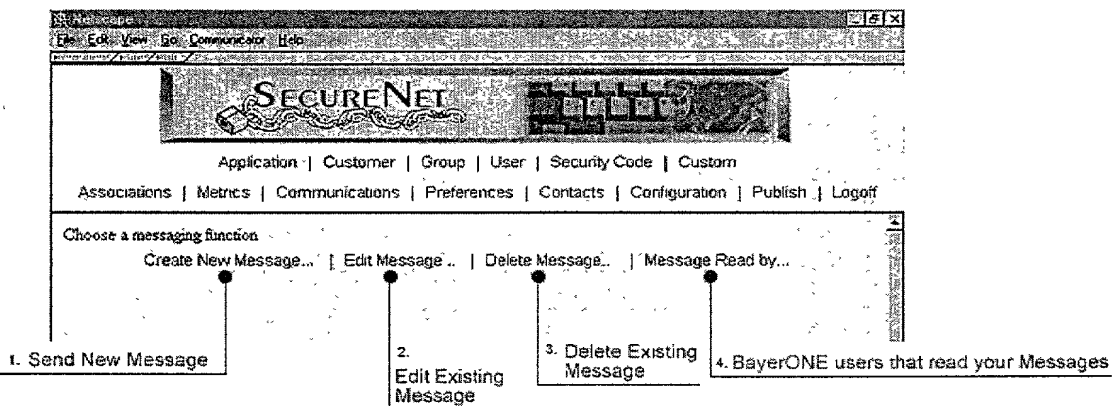 Netscape
File Edit View Go Communicator Help
SECURENET
Application | Customer | Group | User | Security Code | Custom
Associations | Metrics | Communications | Preferences | Contacts | Configuration | Publish | Logoff
Choose a messaging function
Create New Message... | Edit Message... | Delete Message... | Message Read by...
1. Send New Message
2.
Edit Existing
Message
3. Delete Existing
Message
4. BayerONE users that read your Messages